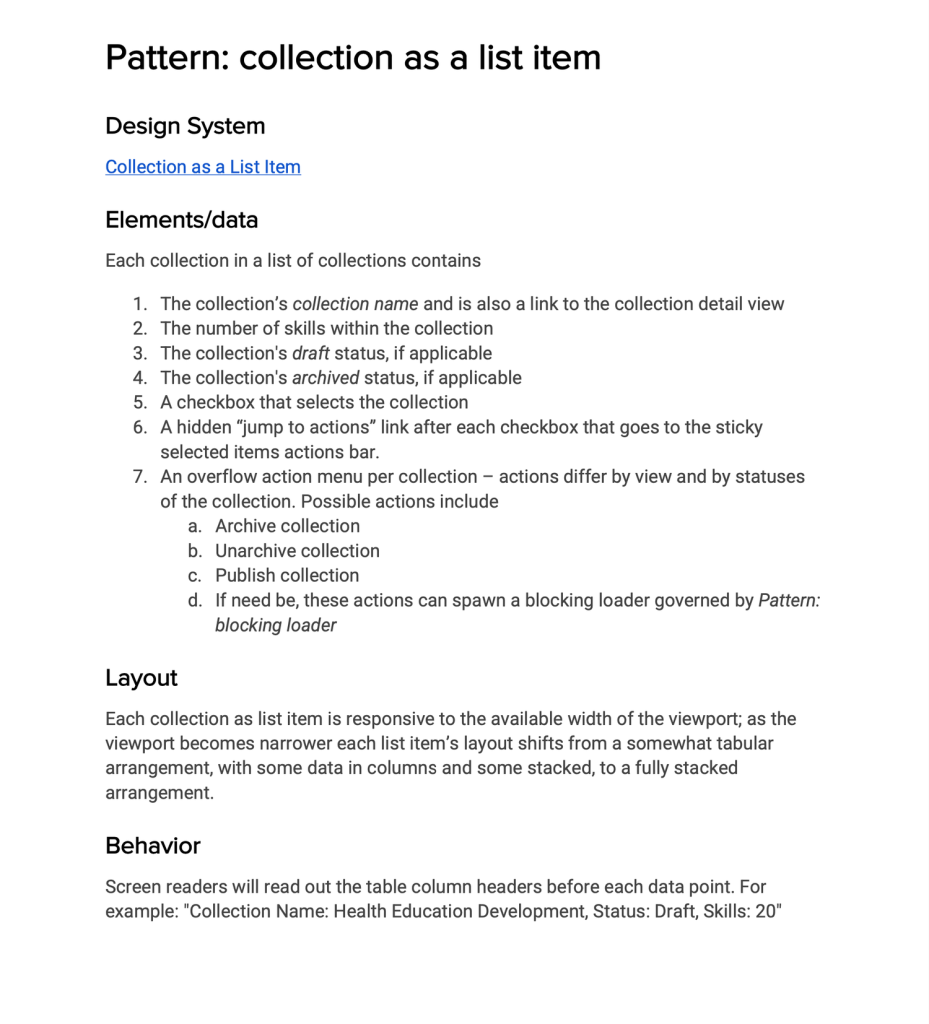 Pattern: collection as a list item
Design System
Collection as a List Item
Elements/data
Each collection in a list of collections contains
1. The collection’s collection name and is also a link to the collection detail view
2. The number of skills within the collection
3. The collection's draft status, if applicable
4. The collection's archived status, if applicable
5. A checkbox that selects the collection
6. A hidden “jump to actions” link after each checkbox that goes to the sticky
selected items actions bar.
7. An overflow action menu per collection – actions differ by view and by statuses
of the collection. Possible actions include
a. Archive collection
b. Unarchive collection
c. Publish collection
d. If need be, these actions can spawn a blocking loader governed by Pattern:
blocking loader
Layout
Each collection as list item is responsive to the available width of the viewport; as the
viewport becomes narrower each list item’s layout shifts from a somewhat tabular
arrangement, with some data in columns and some stacked, to a fully stacked
arrangement.
Behavior
Screen readers will read out the table column headers before each data point. For
example: "Collection Name: Health Education Development, Status: Draft, Skills: 20"